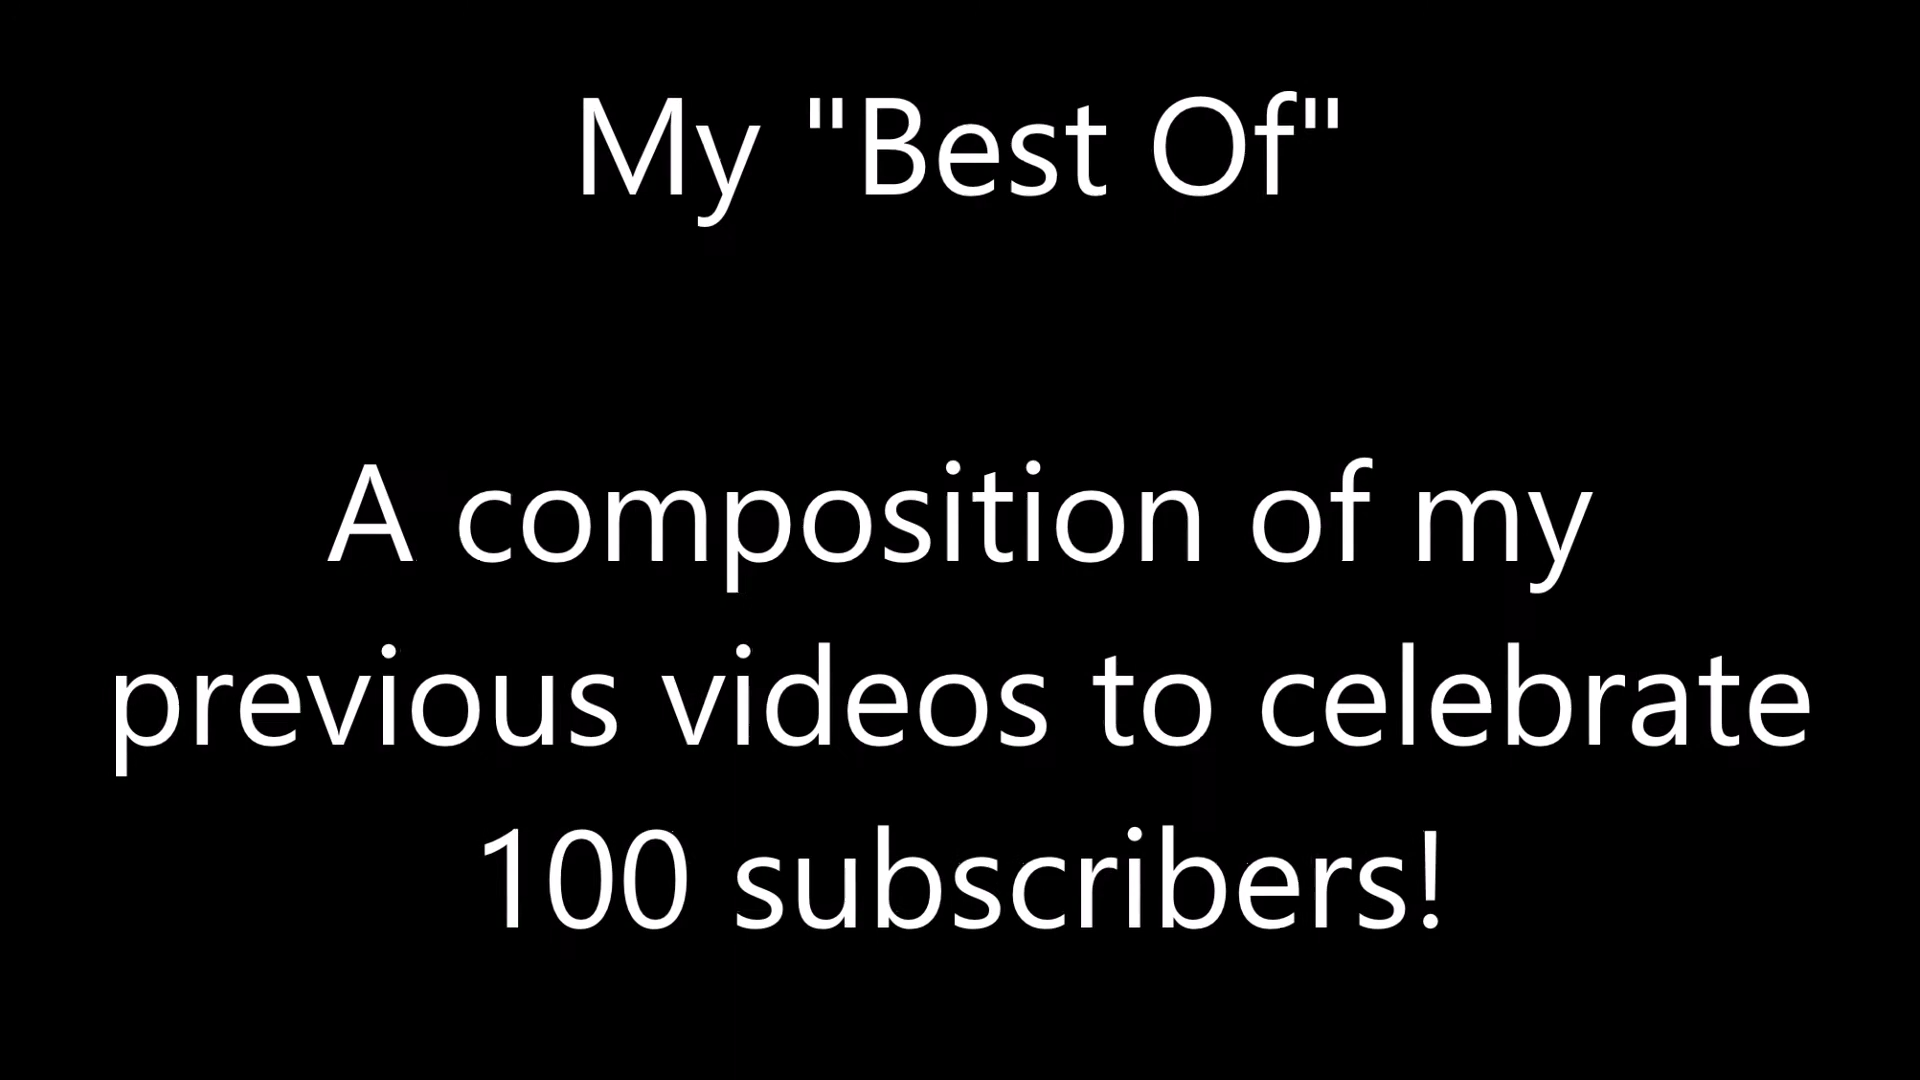 My "Best Of"
A composition of my
previous videos to celebrate
100 subscribers!